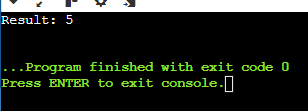 Result: 5
...Program finished with exit code 0
Press ENTER to exit console.